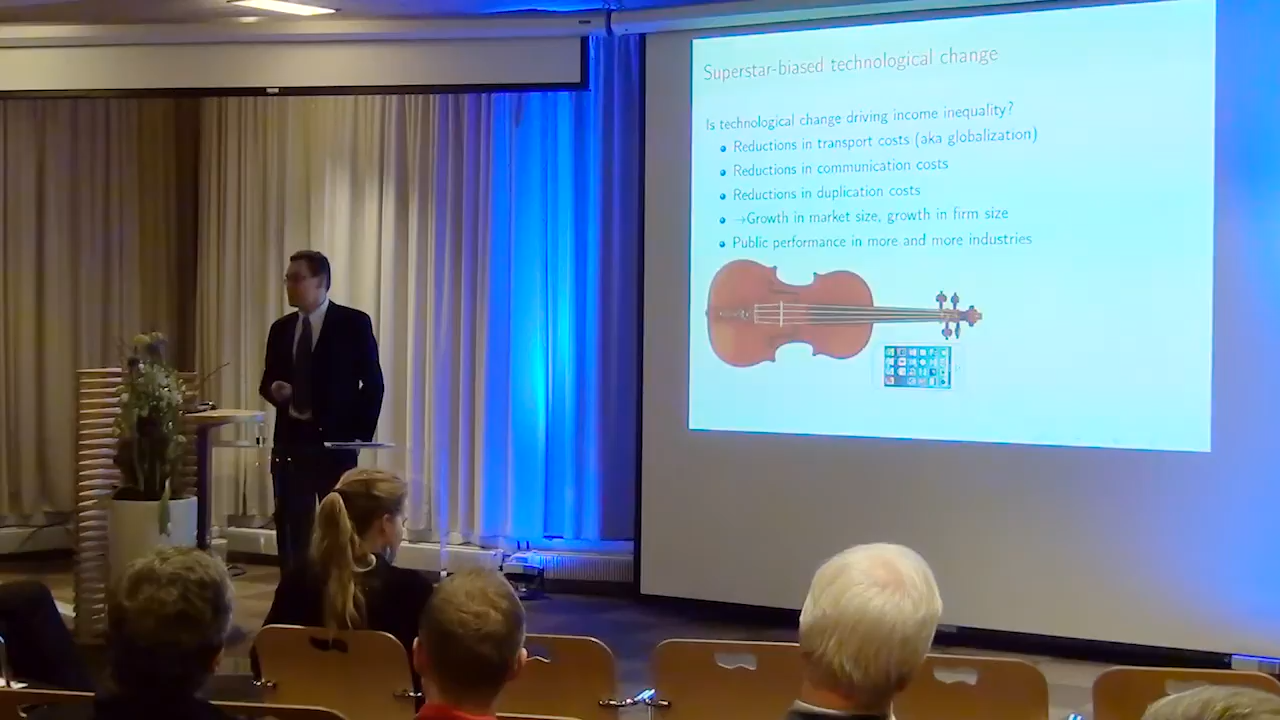 Superstar-biased technological change
Is technological change driving income inequality?
Reductions in transport costs (aka globalization)
Reductions in communication costs
Reductions in duplication costs
→Growth in market size, growth in firm size
Public performance in more and more industries